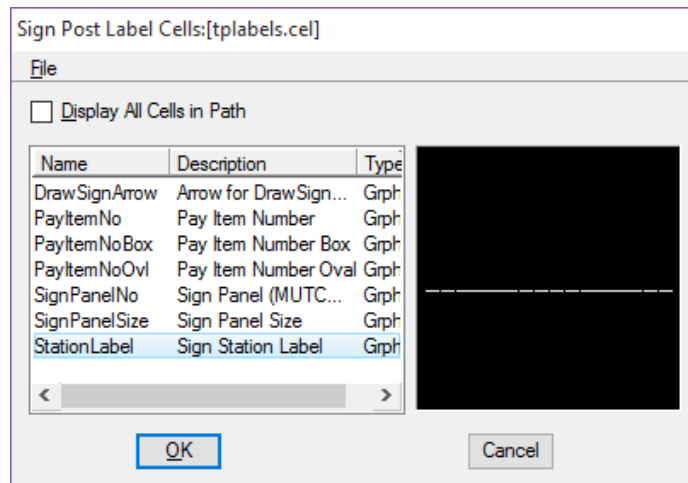 Sign Post Label Cells:[tplabels.cel]
File
Display All Cells in Path
Name Description Type
DrawSignArrow Arrow for DrawSign... Grph
PayItemNo Pay Item Number Grph
PayItemNoBox Pay Item Number Box Grph
PayItemNoOvl Pay Item Number Oval Grph
SignPanelNo Sign Panel (MUTC... Grph
SignPanelSize Sign Panel Size Grph
StationLabel Sign Station Label Grph
OK Cancel